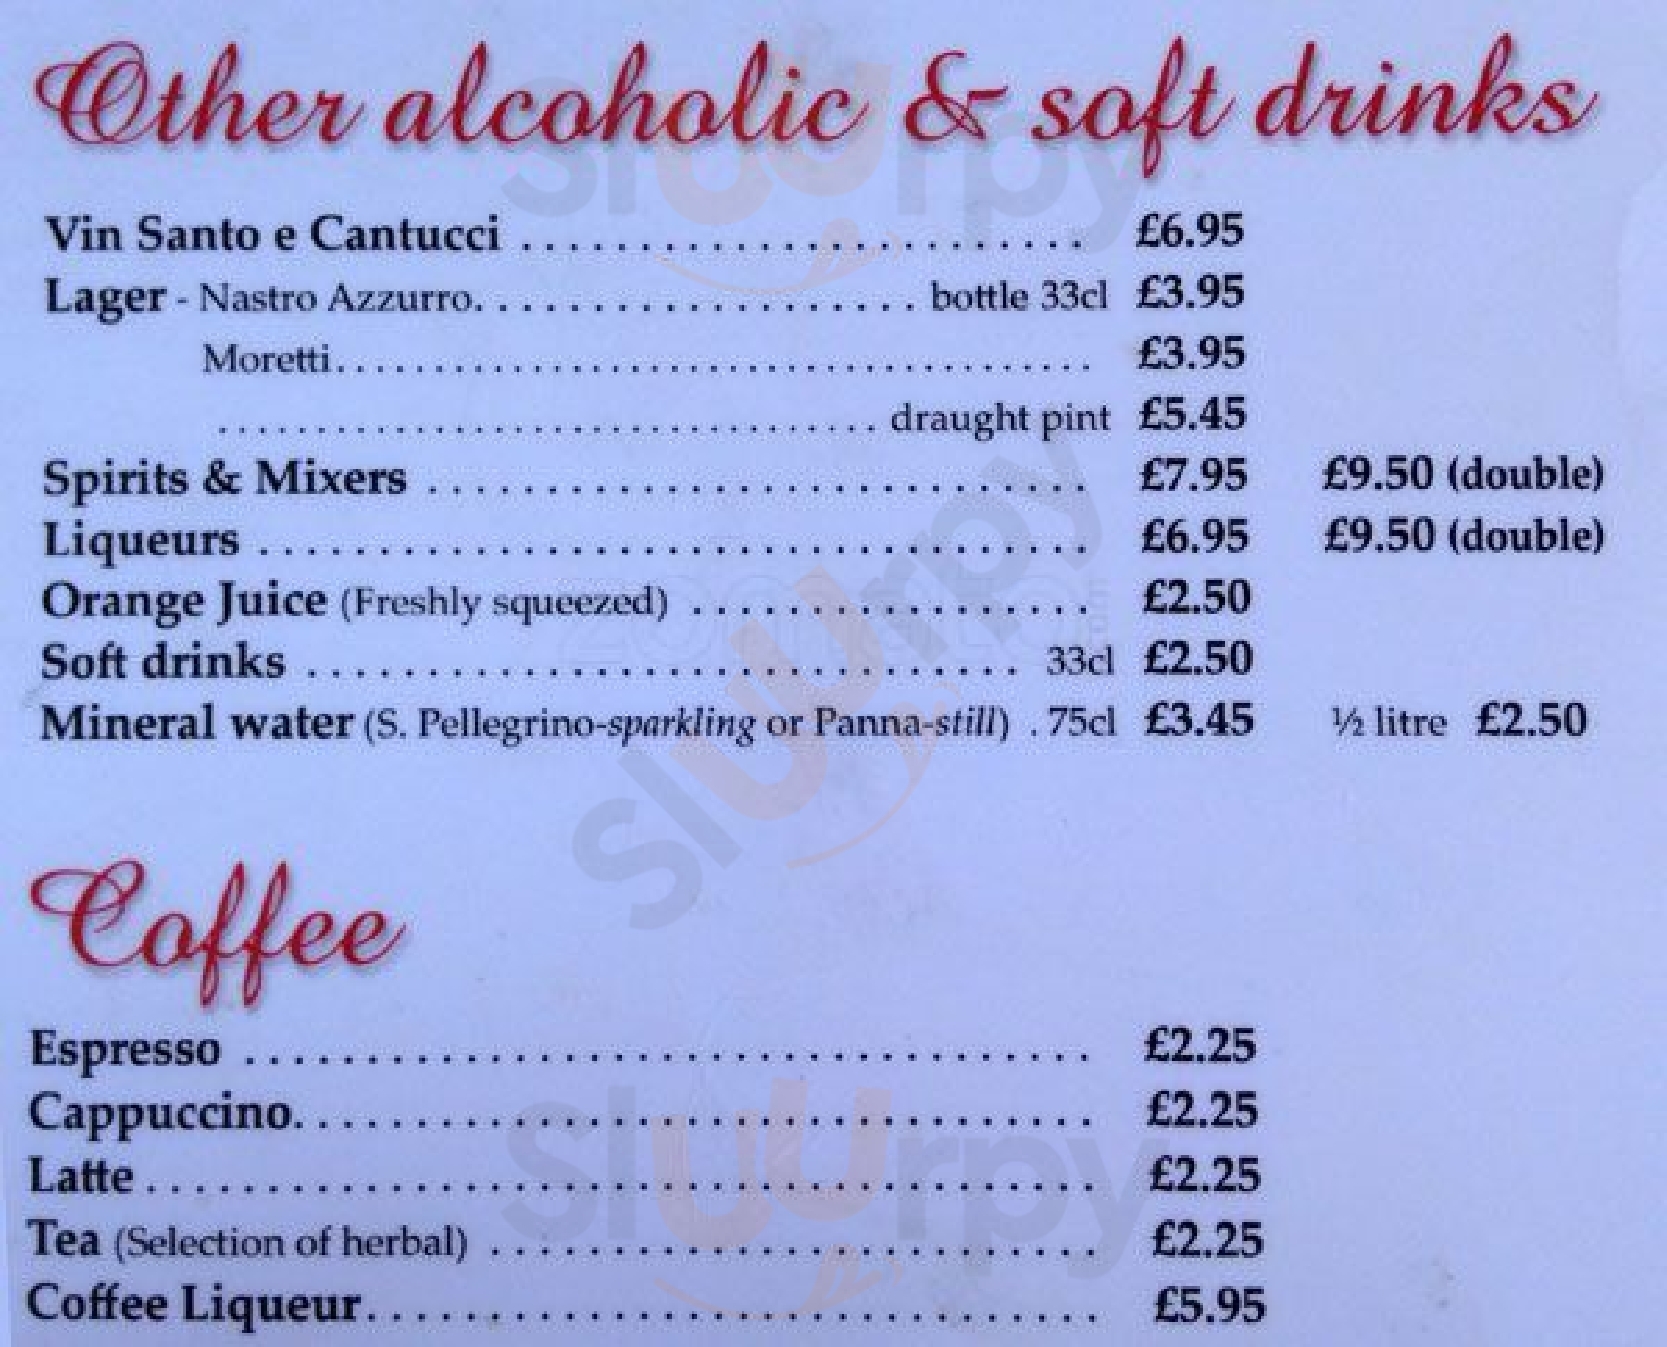 Other alcoholic & soft drinks
Vin Santo e Cantucci ........................ £6.95
Lager - Nastro Azzurro. .................. bottle 33cl £3.95
Moretti. ............................... £3.95
........................... draught pint £5.45
Spirits & Mixers ............................ £7.95 £9.50 (double)
Liqueurs ................................... £6.95 £9.50 (double)
Orange Juice (Freshly squeezed) ................. £2.50
Soft drinks .............................. 33cl £2.50
Mineral water (S. Pellegrino-sparkling or Panna-still) . 75cl £3.45 ½ litre £2.50
Coffee
Espresso ................................... £2.25
Cappuccino. ................................. £2.25
Latte ....................................... £2.25
Tea (Selection of herbal) ......................... £2.25
Coffee Liqueur. .............................. £5.95
sluurpy
sluurpy
sluurpy
zomato